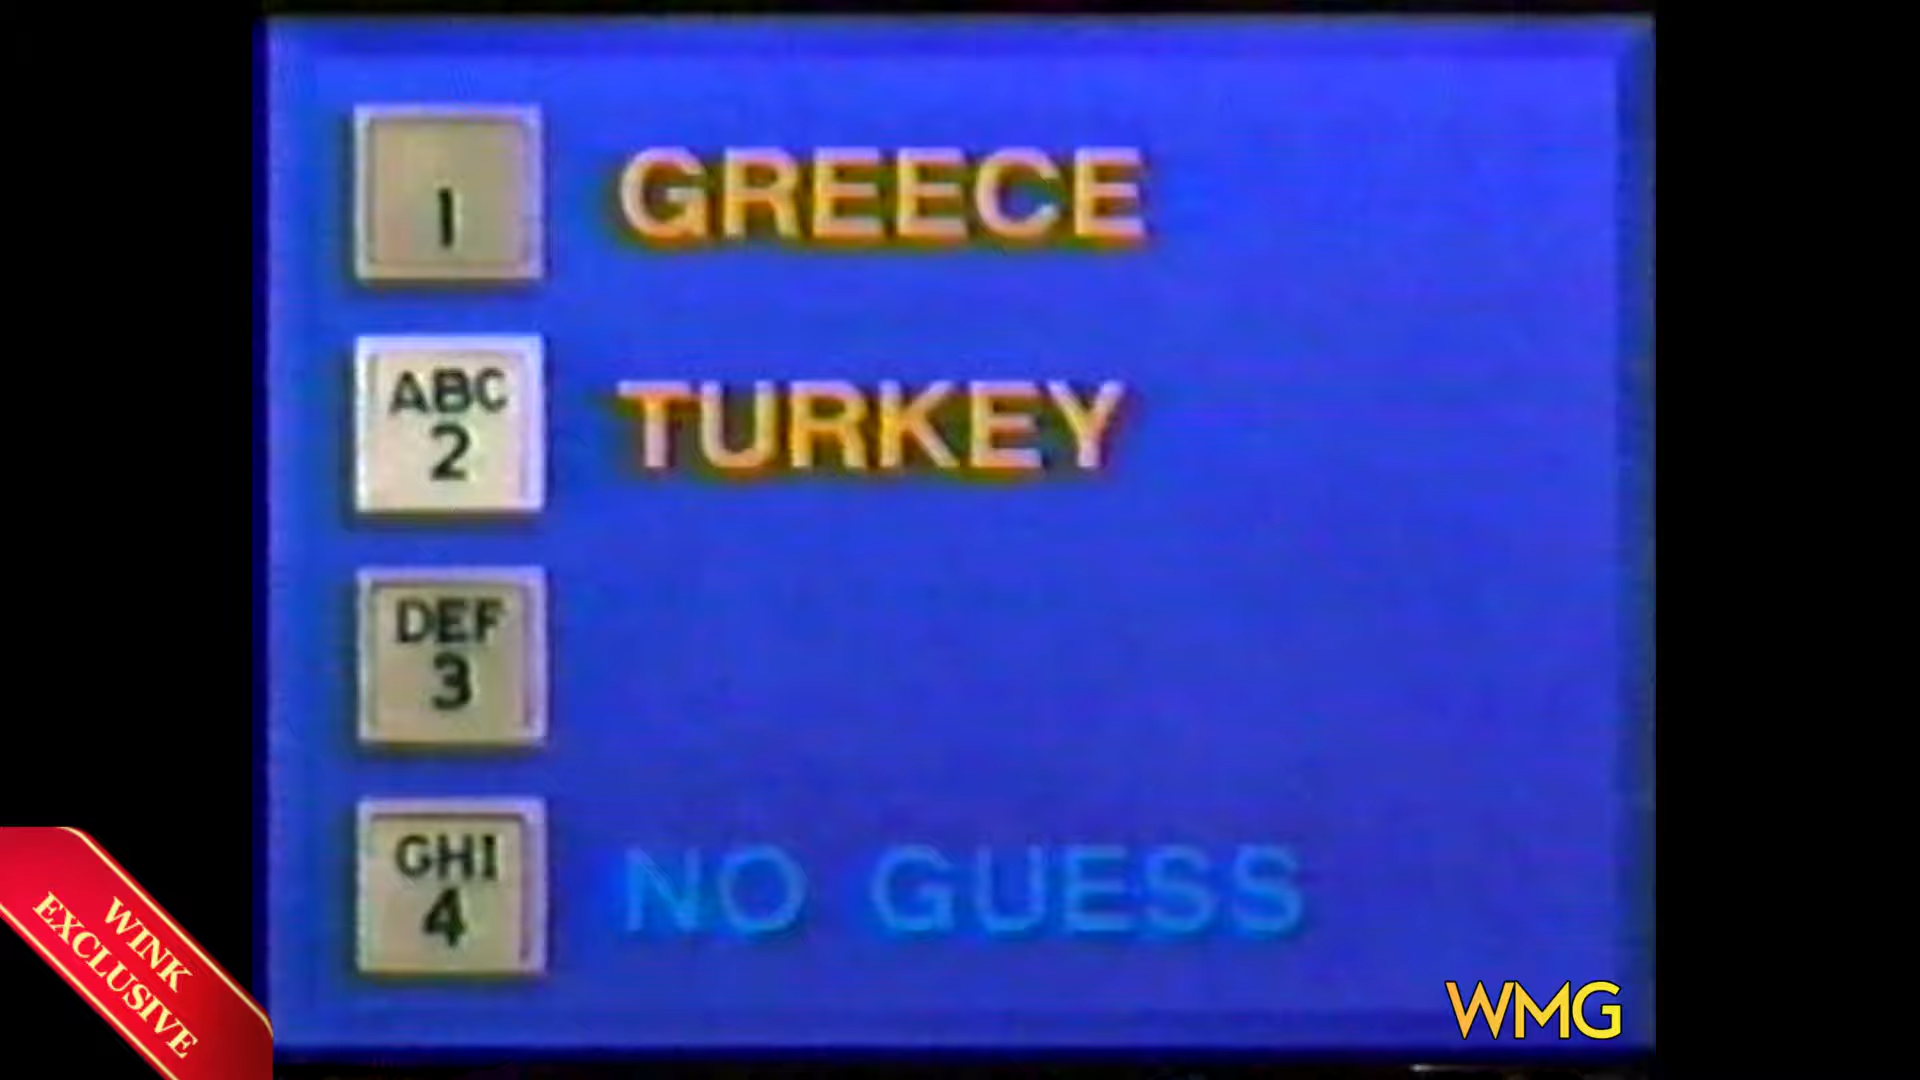 1
GREECE
ABC
2
TURKEY
DEF
3
GHI
4
NO GUESS
WINK
EXCLUSIVE
WMG